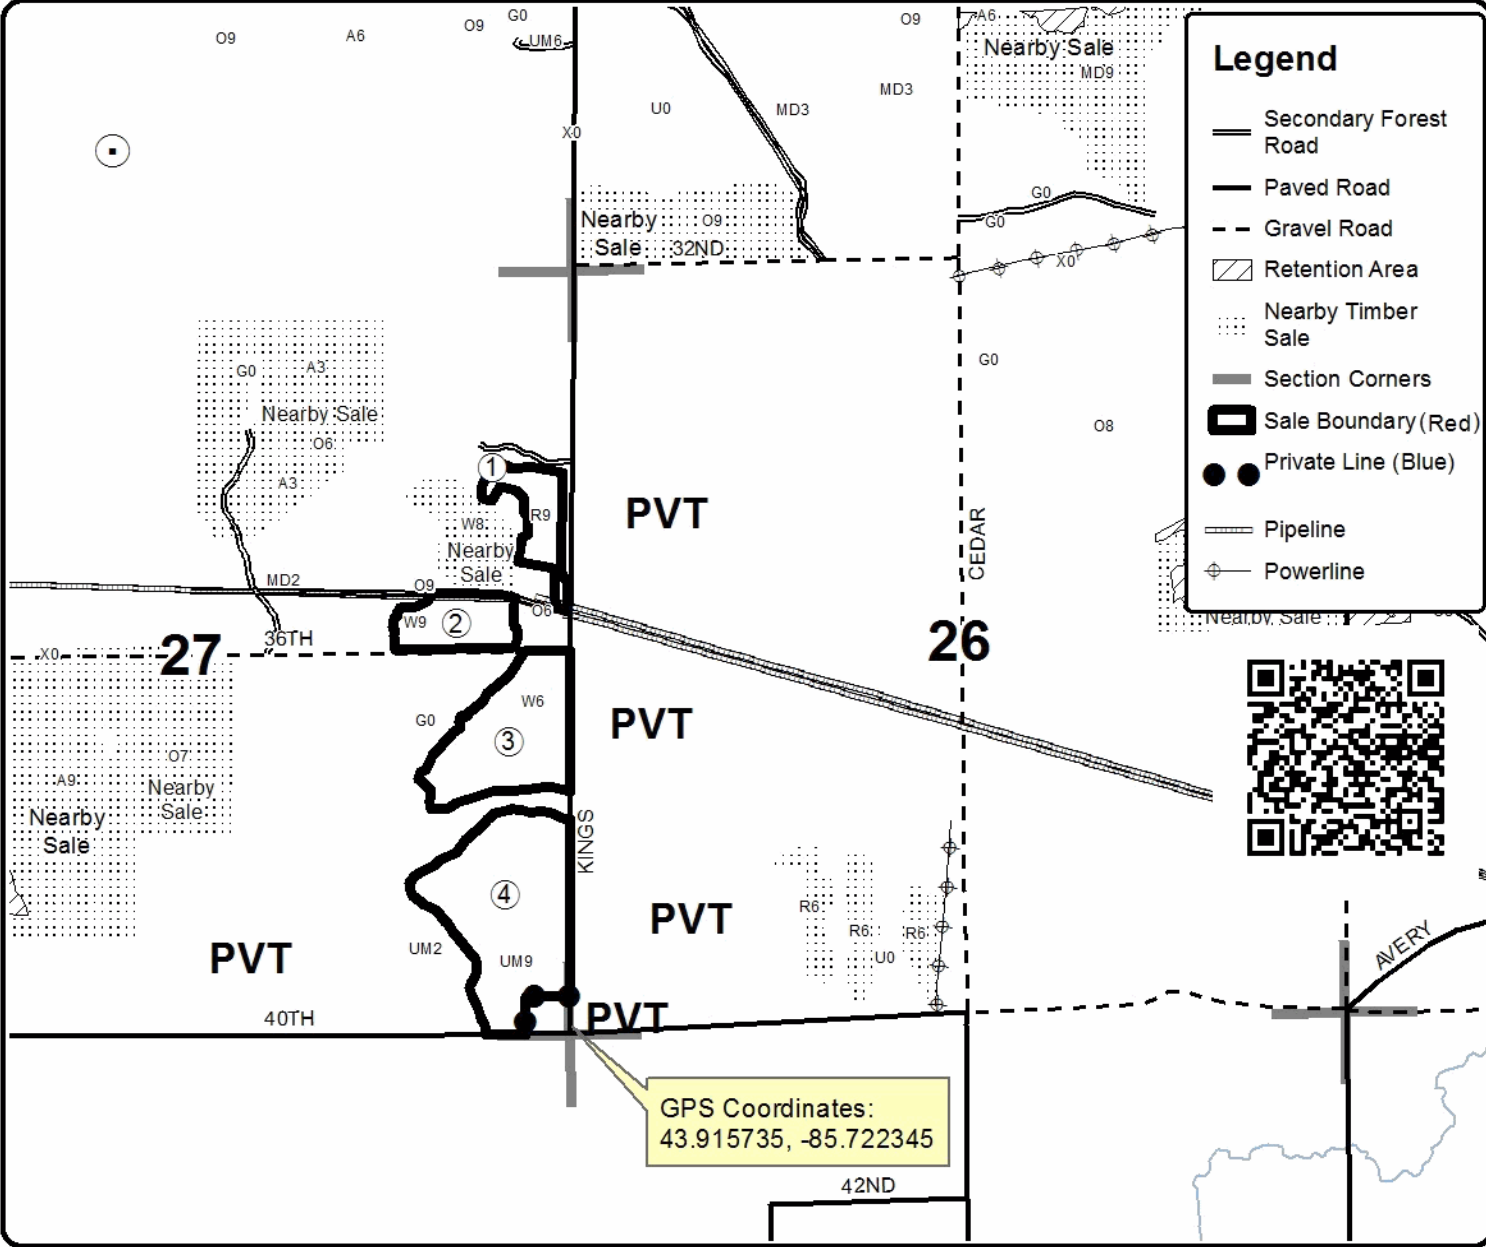 G0
O9
A6
O9
UM6
O9
A6
Nearby Sale
MD9
MD3
MD3
U0
X0
Legend
Secondary Forest
Road
Paved Road
Gravel Road
Retention Area
Nearby Timber
Sale
Section Corners
Sale Boundary (Red)
Private Line (Blue)
Pipeline
Powerline
Nearby
Sale
O9
32ND
G0
G0
X0
G0
O8
G0
A3
Nearby Sale
O6
A3
1
R9
W8
Nearby
Sale
PVT
CEDAR
MD2
O9
O6
W9
2
36TH
X0
27
26
Nearby Sale
W6
G0
3
PVT
O7
Nearby
Sale
A9
Nearby
Sale
KINGS
4
UM2
UM9
PVT
PVT
R6
R6
R6
U0
AVERY
PVT
40TH
GPS Coordinates:
43.915735, -85.722345
42ND